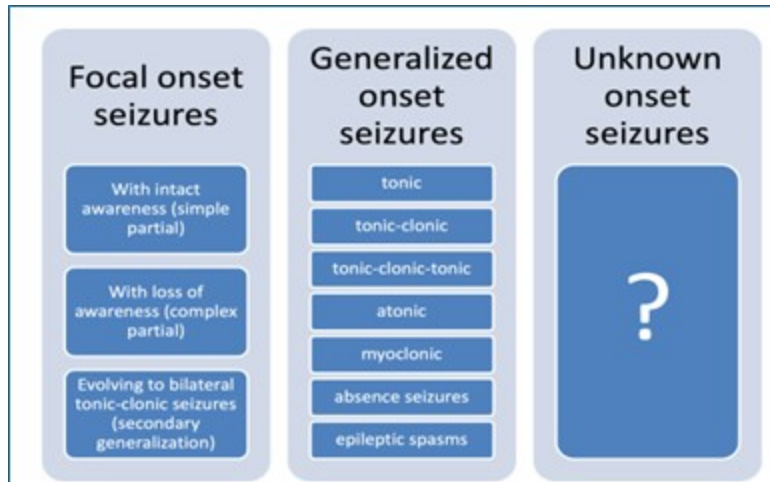 Focal onset
seizures
With intact
awareness (simple
partial)
With loss of
awareness (complex
partial)
Evolving to bilateral
tonic-clonic seizures
(secondary
generalization)
Generalized
onset
seizures
tonic
tonic-clonic
tonic-clonic-tonic
atonic
myoclonic
absence seizures
epileptic spasms
Unknown
onset
seizures
?